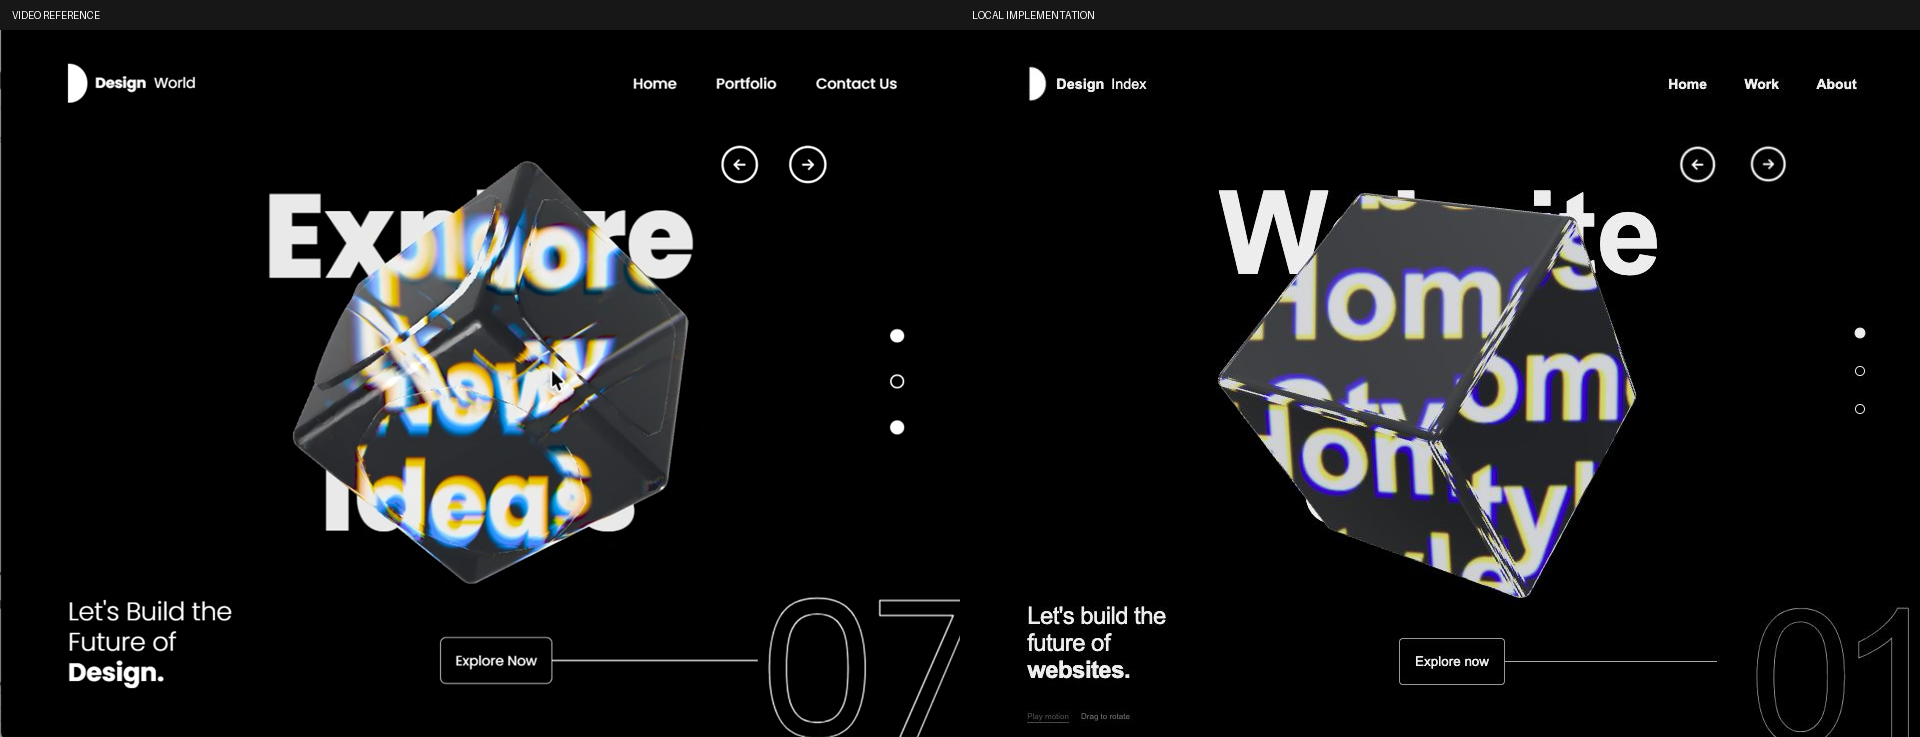 VIDEO REFERENCE
LOCAL IMPLEMENTATION
Design World
Home Portfolio Contact Us
Explore
New
Ideas
Let's Build the
Future of
Design.
Explore Now
07
Design Index
Home Work About
Home
Let's build the
future of
websites.
Explore now
01
Play motion Drag to rotate